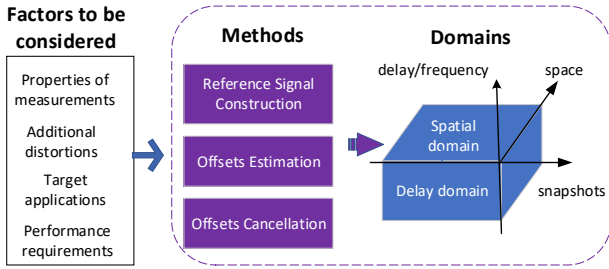 Factors to be
considered
Properties of
measurements
Additional
distortions
Target
applications
Performance
requirements
Methods
Reference Signal
Construction
Offsets Estimation
Offsets Cancellation
Domains
delay/frequency
space
Spatial
domain
Delay domain
snapshots